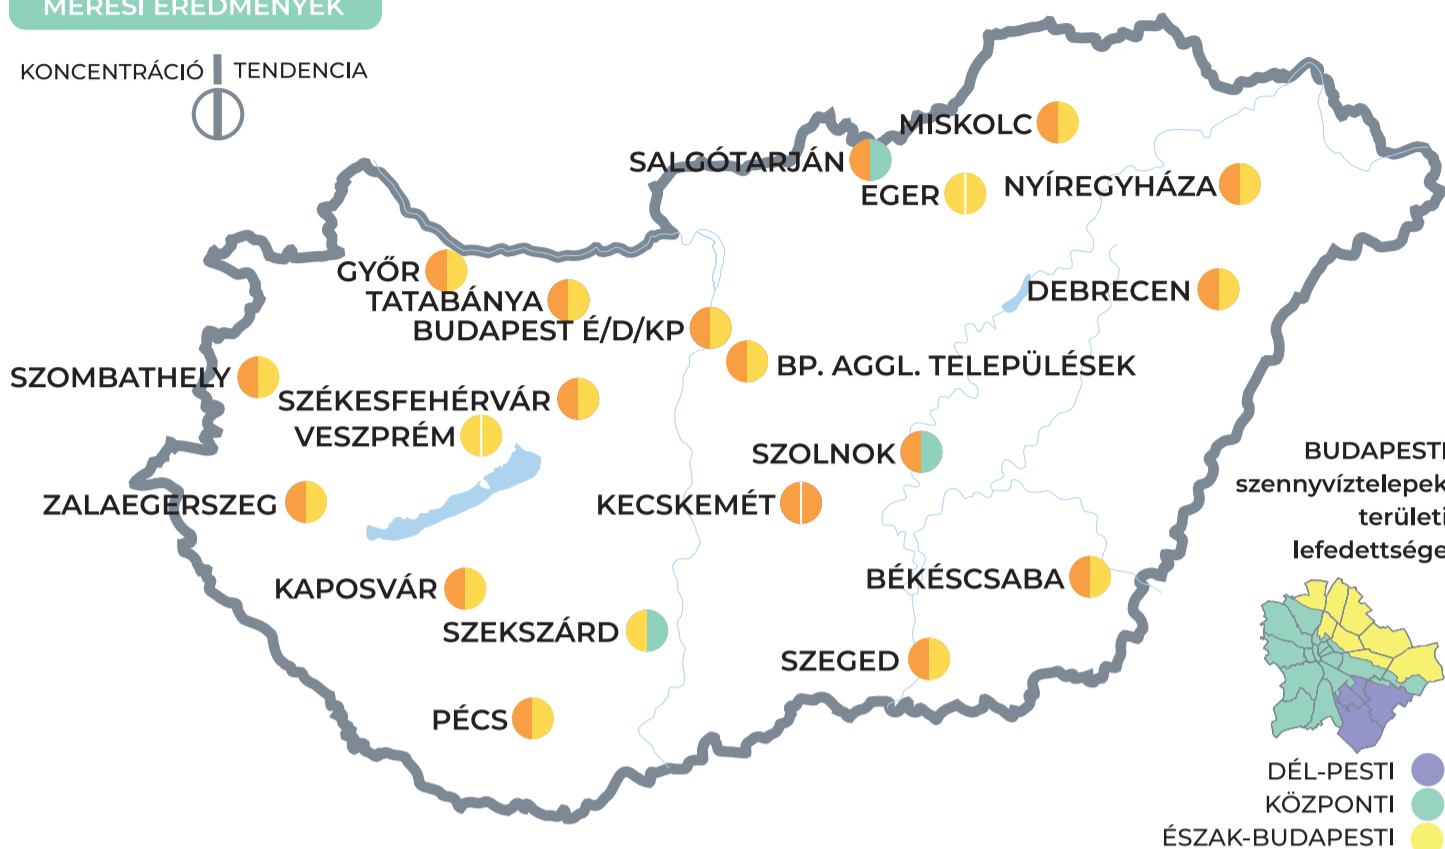 MÉRÉSI EREDMÉNYEK
KONCENTRÁCIÓ
TENDENCIA
MISKOLC
SALGÓTARJÁN
EGER
NYÍREGYHÁZA
GYŐR
TATABÁNYA
DEBRECEN
BUDAPEST É/D/KP
BP. AGGL. TELEPÜLÉSEK
SZOMBATHELY
SZÉKESFEHÉRVÁR
VESZPRÉM
SZOLNOK
ZALAEGERSZEG
KECSKEMÉT
KAPOSVÁR
BÉKÉSCSABA
SZEKSZÁRD
SZEGED
PÉCS
BUDAPESTI
szennyvíztelepek
területi
lefedettsége
DÉL-PESTI
KÖZPONTI
ÉSZAK-BUDAPESTI